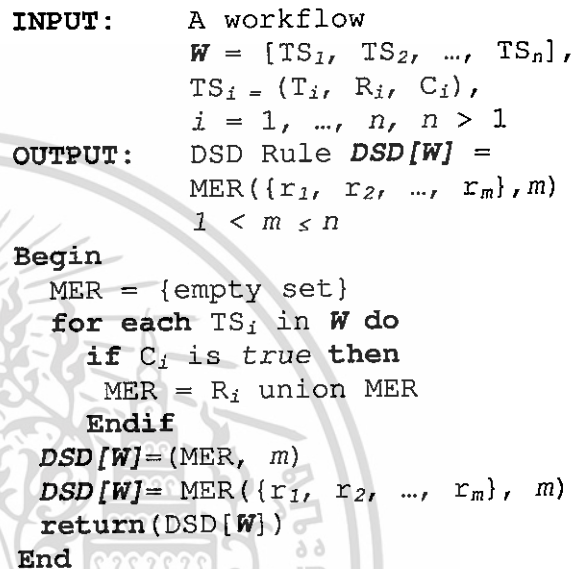 INPUT: A workflow
W = [TS1, TS2, …, TSn],
TSi = (Ti, Ri, Ci),
i = 1, …, n, n > 1
OUTPUT: DSD Rule DSD[W] =
MER({r1, r2, …, rm},m)
1 < m ≤ n
Begin
MER = {empty set}
for each TSi in W do
if Ci is true then
MER = Ri union MER
Endif
DSD[W]=(MER, m)
DSD[W]= MER({r1, r2, …, rm}, m)
return(DSD[W])
End